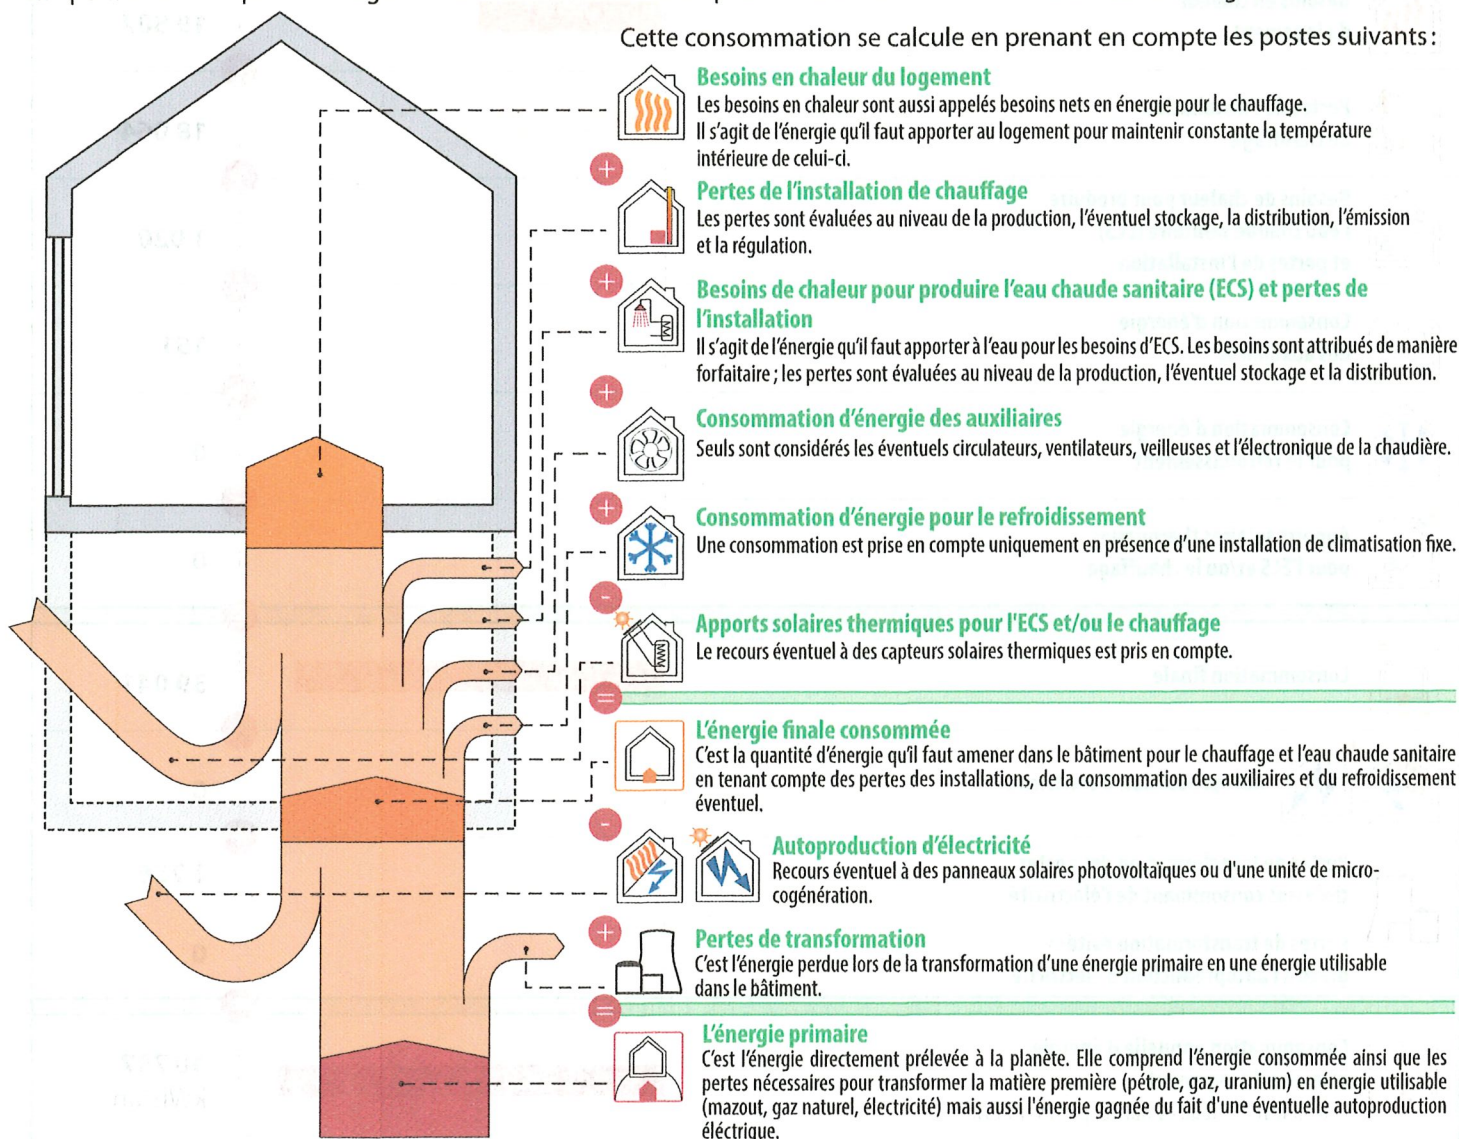 Cette consommation se calcule en prenant en compte les postes suivants :
Besoins en chaleur du logement
Les besoins en chaleur sont aussi appelés besoins nets en énergie pour le chauffage.
Il s'agit de l'énergie qu'il faut apporter au logement pour maintenir constante la température
intérieure de celui-ci.
+
Pertes de l'installation de chauffage
Les pertes sont évaluées au niveau de la production, l'éventuel stockage, la distribution, l'émission
et la régulation.
+
Besoins de chaleur pour produire l'eau chaude sanitaire (ECS) et pertes de
l'installation
Il s'agit de l'énergie qu'il faut apporter à l'eau pour les besoins d'ECS. Les besoins sont attribués de manière
forfaitaire ; les pertes sont évaluées au niveau de la production, l'éventuel stockage et la distribution.
+
Consommation d'énergie des auxiliaires
Seuls sont considérés les éventuels circulateurs, ventilateurs, veilleuses et l'électronique de la chaudière.
+
Consommation d'énergie pour le refroidissement
Une consommation est prise en compte uniquement en présence d'une installation de climatisation fixe.
-
Apports solaires thermiques pour l'ECS et/ou le chauffage
Le recours éventuel à des capteurs solaires thermiques est pris en compte.
=
L'énergie finale consommée
C'est la quantité d'énergie qu'il faut amener dans le bâtiment pour le chauffage et l'eau chaude sanitaire
en tenant compte des pertes des installations, de la consommation des auxiliaires et du refroidissement
éventuel.
-
Autoproduction d'électricité
Recours éventuel à des panneaux solaires photovoltaïques ou d'une unité de micro-
cogénération.
+
Pertes de transformation
C'est l'énergie perdue lors de la transformation d'une énergie primaire en une énergie utilisable
dans le bâtiment.
=
L'énergie primaire
C'est l'énergie directement prélevée à la planète. Elle comprend l'énergie consommée ainsi que les
pertes nécessaires pour transformer la matière première (pétrole, gaz, uranium) en énergie utilisable
(mazout, gaz naturel, électricité) mais aussi l'énergie gagnée du fait d'une éventuelle autoproduction
éléctrique.